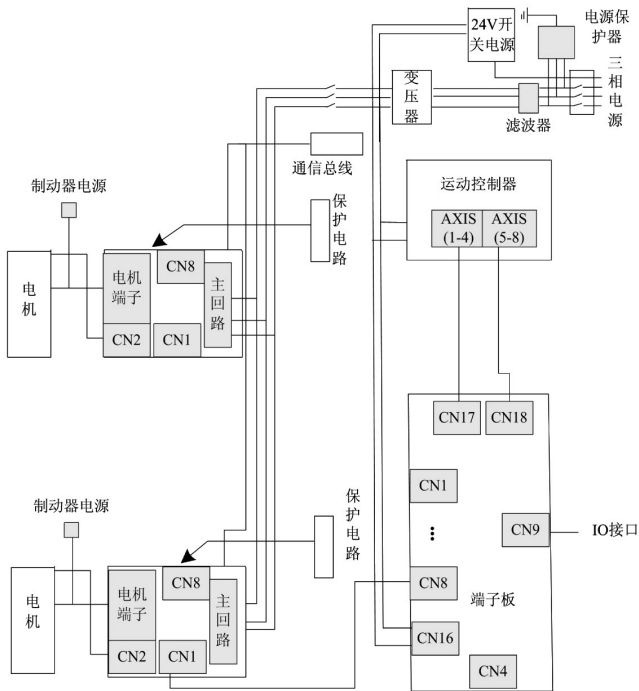 24V开
关电源
电源保
护器
三
相
电
源
变
压
器
滤波器
通信总线
制动器电源
保
护
电
路
运动控制器
AXIS
(1-4)
AXIS
(5-8)
电
机
电机
端子
CN8
主
回
路
CN2
CN1
CN17
CN18
CN1
CN9
IO接口
制动器电源
保
护
电
路
电
机
电机
端子
CN8
主
回
路
CN2
CN1
CN8
端子板
CN16
CN4